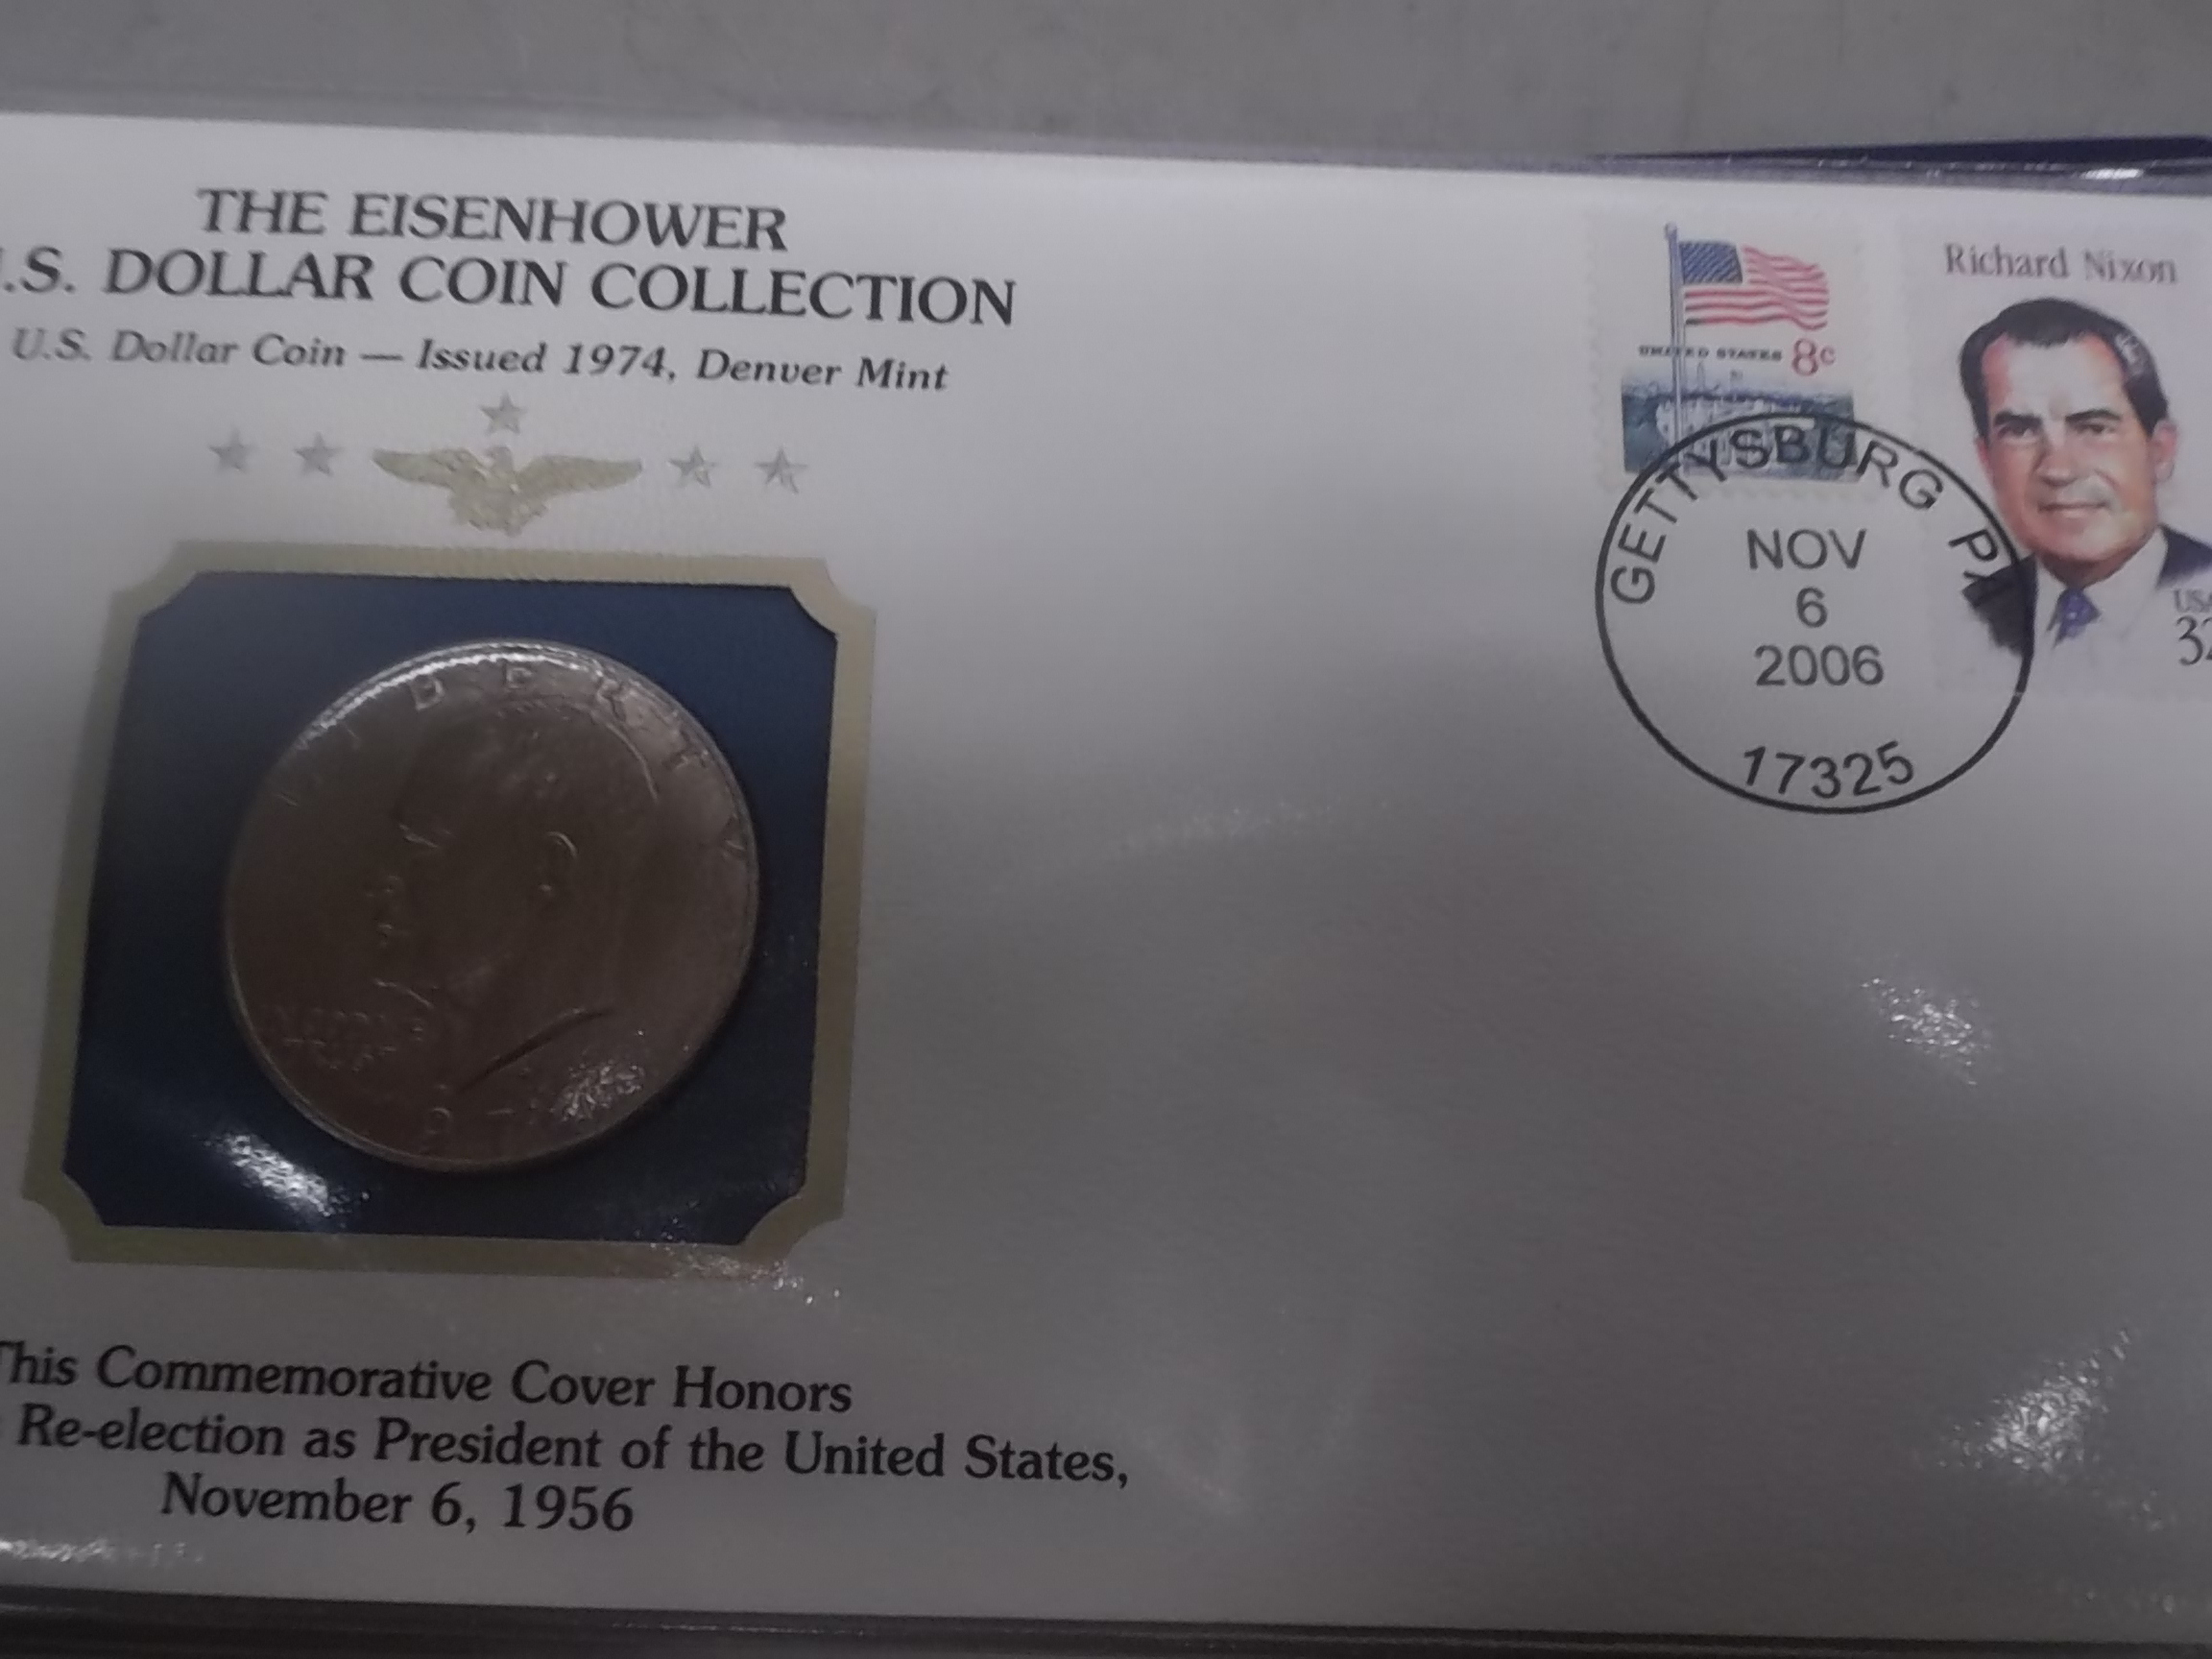 THE EISENHOWER
.S. DOLLAR COIN COLLECTION
U.S. Dollar Coin — Issued 1974, Denver Mint
UNITED STATES 8c
Richard Nixon
USA
32
GETTYSBURG PA
NOV
6
2006
17325
LIBERTY
This Commemorative Cover Honors
Re-election as President of the United States,
November 6, 1956